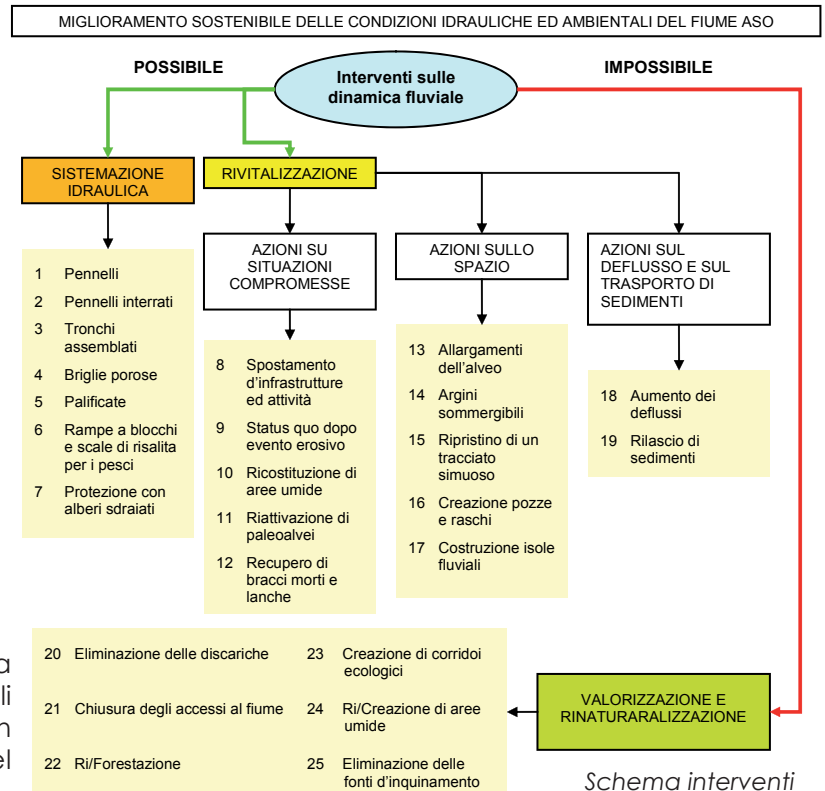 MIGLIORAMENTO SOSTENIBILE DELLE CONDIZIONI IDRAULICHE ED AMBIENTALI DEL FIUME ASO
POSSIBILE
Interventi sulle
dinamica fluviale
IMPOSSIBILE
SISTEMAZIONE
IDRAULICA
RIVITALIZZAZIONE
1 Pennelli
2 Pennelli interrati
3 Tronchi
assemblati
4 Briglie porose
5 Palificate
6 Rampe a blocchi
e scale di risalita
per i pesci
7 Protezione con
alberi sdraiati
AZIONI SU
SITUAZIONI
COMPROMESSE
8 Spostamento
d'infrastrutture
ed attività
9 Status quo dopo
evento erosivo
10 Ricostituzione di
aree umide
11 Riattivazione di
paleoalvei
12 Recupero di
bracci morti e
lanche
AZIONI SULLO
SPAZIO
13 Allargamenti
dell'alveo
14 Argini
sommergibili
15 Ripristino di un
tracciato
simuoso
16 Creazione pozze
e raschi
17 Costruzione isole
fluviali
AZIONI SUL
DEFLUSSO E SUL
TRASPORTO DI
SEDIMENTI
18 Aumento dei
deflussi
19 Rilascio di
sedimenti
a
li
n
el
20 Eliminazione delle discariche
21 Chiusura degli accessi al fiume
22 Ri/Forestazione
23 Creazione di corridoi
ecologici
24 Ri/Creazione di aree
umide
25 Eliminazione delle
fonti d'inquinamento
VALORIZZAZIONE E
RINATURARALIZZAZIONE
Schema interventi